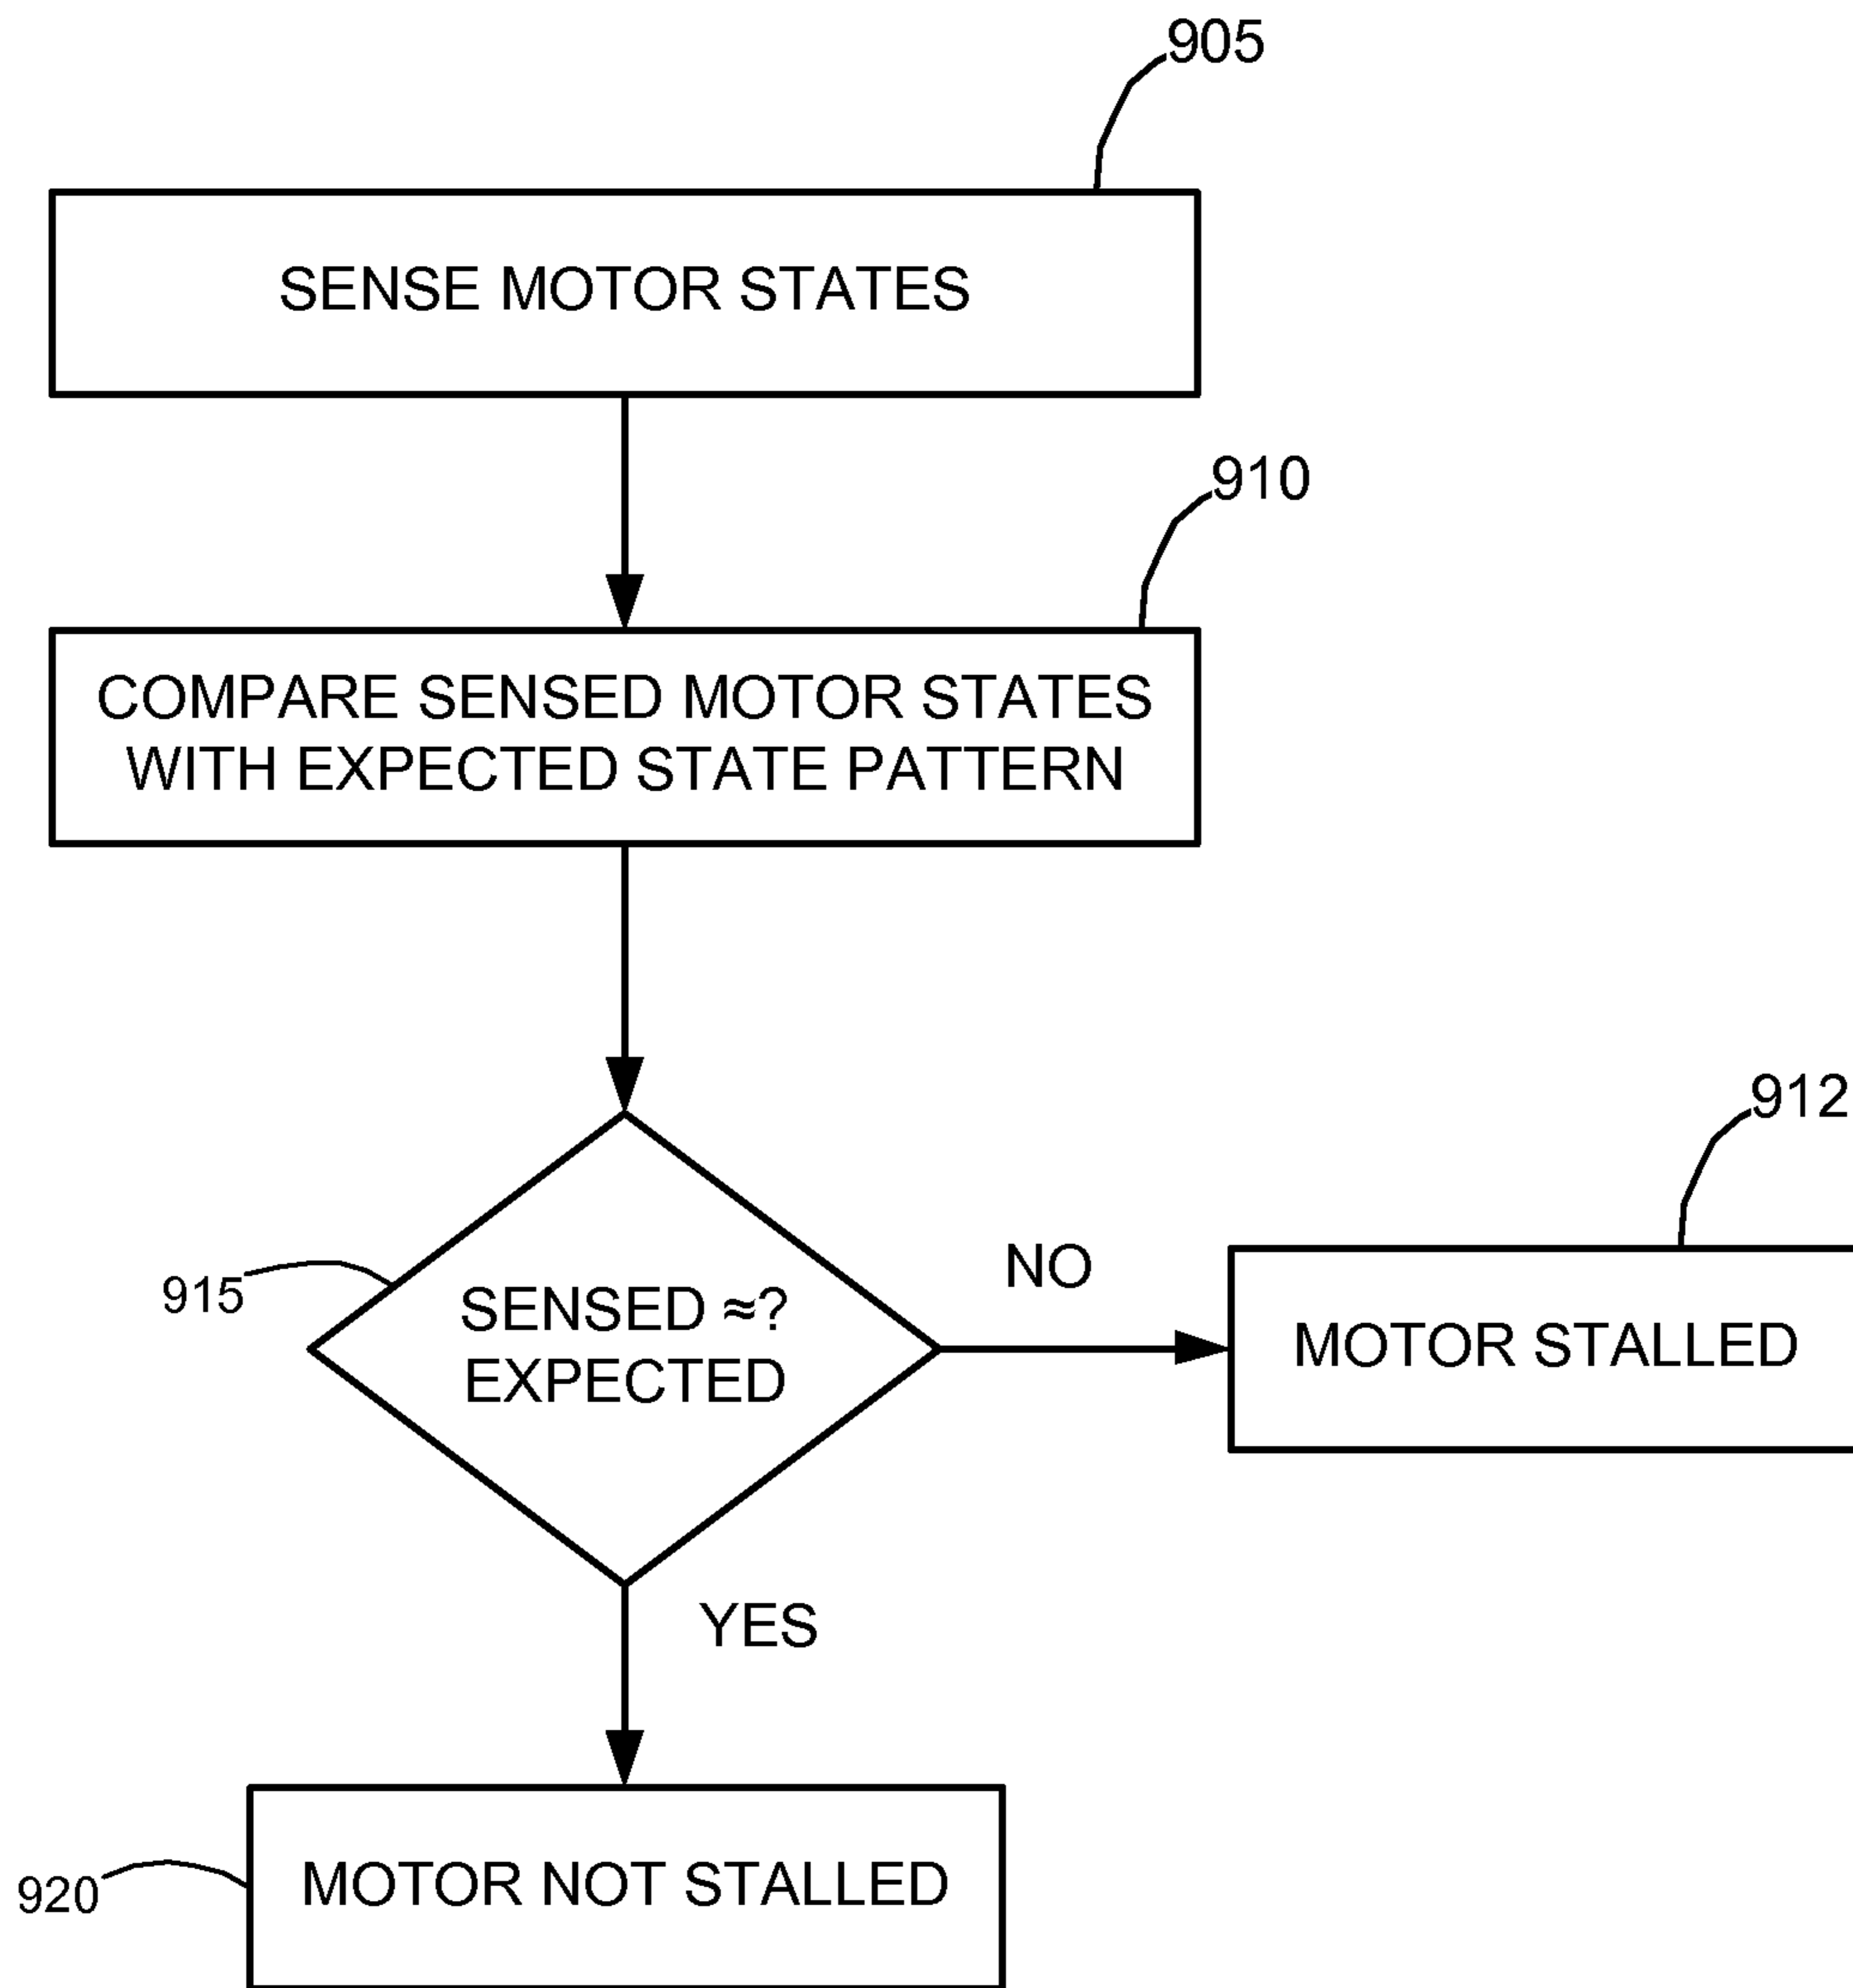 905
SENSE MOTOR STATES
910
COMPARE SENSED MOTOR STATES
WITH EXPECTED STATE PATTERN
912
915
SENSED ≈?
EXPECTED
NO
MOTOR STALLED
YES
920
MOTOR NOT STALLED